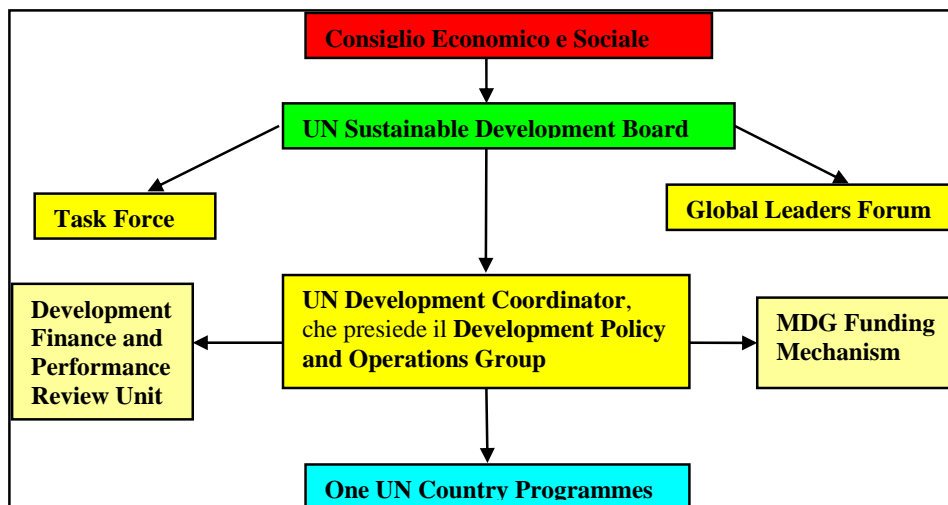 Consiglio Economico e Sociale
UN Sustainable Development Board
Task Force
Global Leaders Forum
Development
Finance and
Performance
Review Unit
UN Development Coordinator,
che presiede il Development Policy
and Operations Group
MDG Funding
Mechanism
One UN Country Programmes